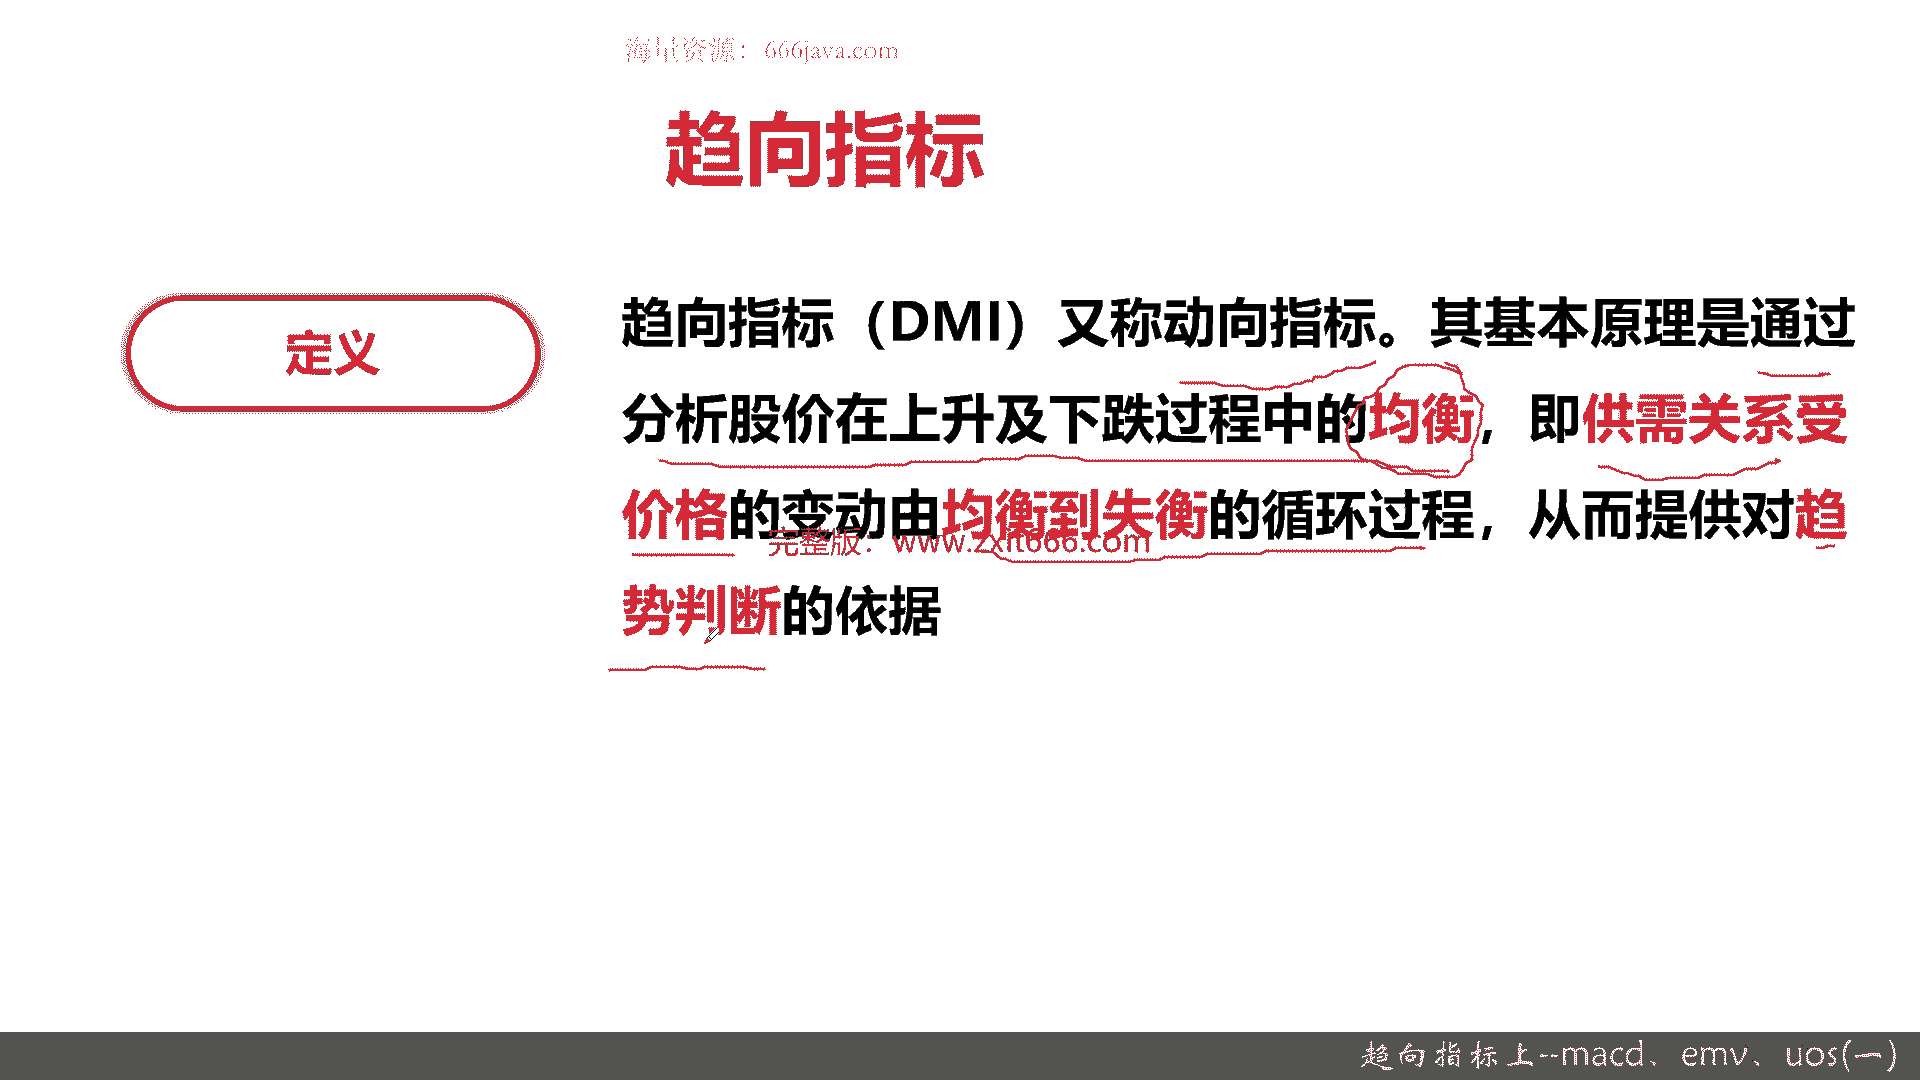 海量资源：666java.com
趋向指标
定义
趋向指标（DMI）又称动向指标。其基本原理是通过
分析股价在上升及下跌过程中的均衡，即供需关系受
价格的变动由均衡到失衡的循环过程，从而提供对趋
完整版：www.zxit666.com
势判断的依据
趋向指标上--macd、emv、uos(一)